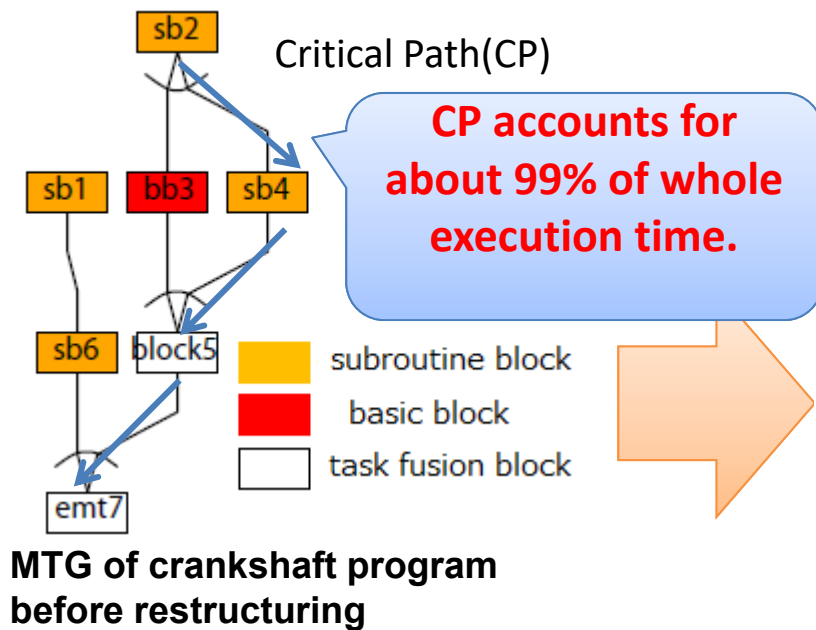 sb2
Critical Path(CP)
CP accounts for
about 99% of whole
execution time.
sb1
bb3
sb4
sb6
block5
subroutine block
basic block
task fusion block
emt7
MTG of crankshaft program
before restructuring